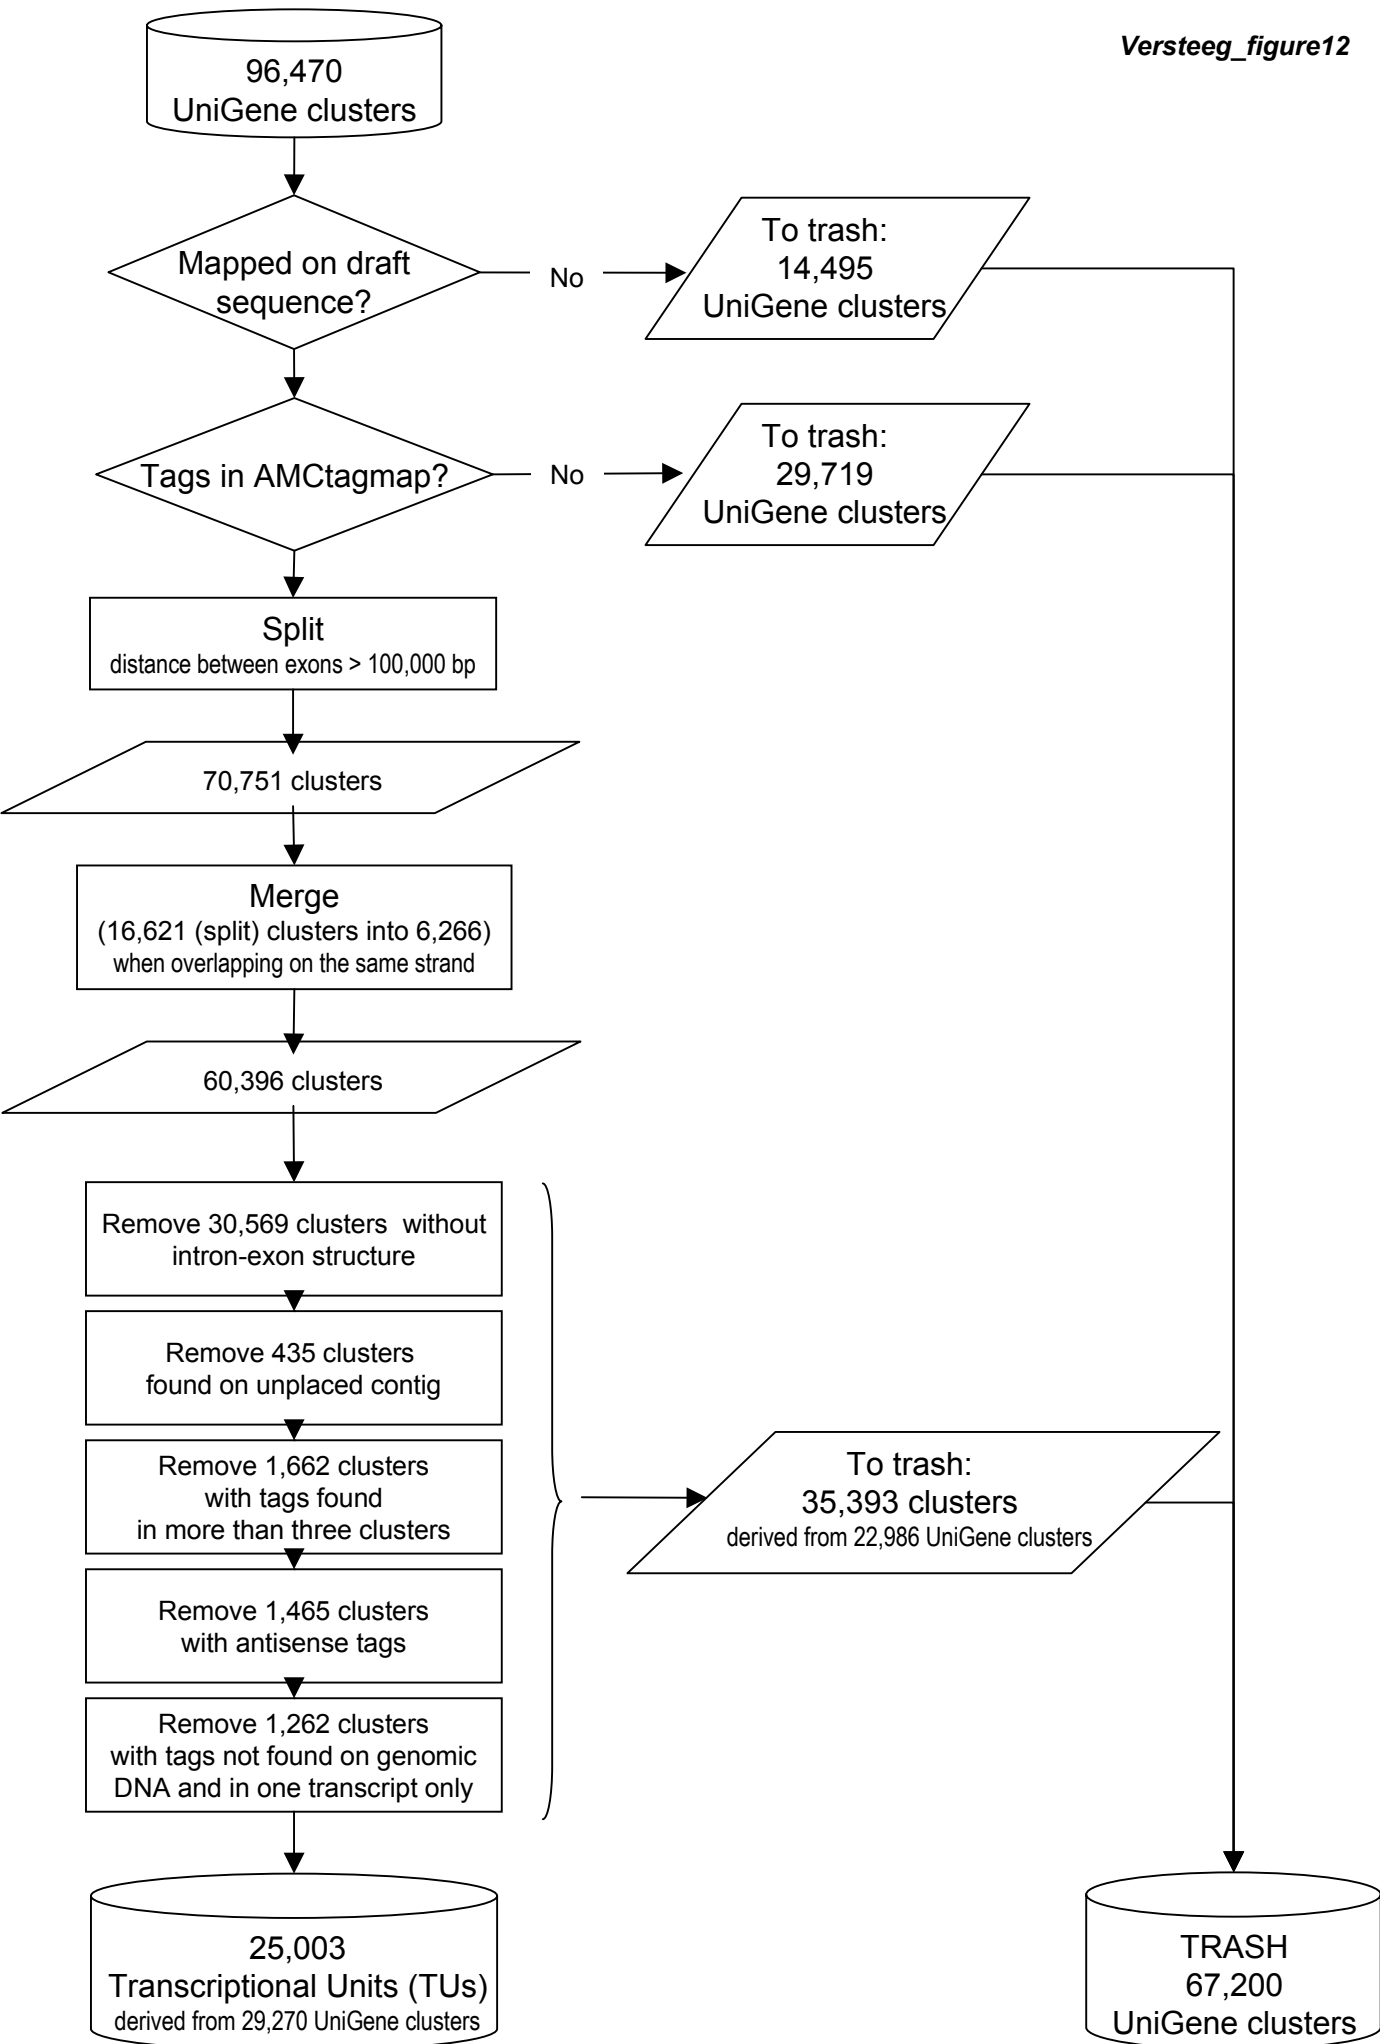 Versteeg_figure12
96,470
UniGene clusters
Mapped on draft
sequence?
No
To trash:
14,495
UniGene clusters
Tags in AMCtagmap?
No
To trash:
29,719
UniGene clusters
Split
distance between exons > 100,000 bp
70,751 clusters
Merge
(16,621 (split) clusters into 6,266)
when overlapping on the same strand
60,396 clusters
Remove 30,569 clusters without
intron-exon structure
Remove 435 clusters
found on unplaced contig
Remove 1,662 clusters
with tags found
in more than three clusters
Remove 1,465 clusters
with antisense tags
Remove 1,262 clusters
with tags not found on genomic
DNA and in one transcript only
To trash:
35,393 clusters
derived from 22,986 UniGene clusters
25,003
Transcriptional Units (TUs)
derived from 29,270 UniGene clusters
TRASH
67,200
UniGene clusters